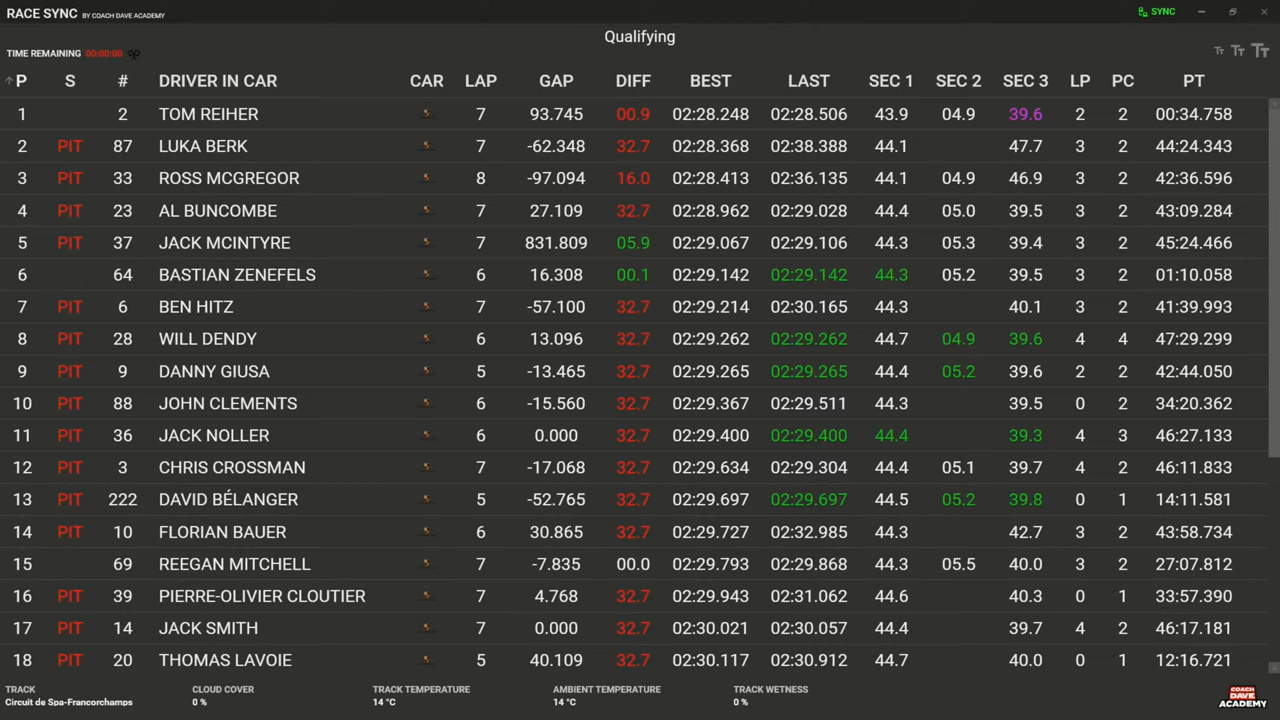 RACE SYNC BY COACH DAVE ACADEMY
SYNC
Qualifying
TIME REMAINING 00:00:00
Tт Tт Tт
P S # DRIVER IN CAR CAR LAP GAP DIFF BEST LAST SEC 1 SEC 2 SEC 3 LP PC PT
1 2 TOM REIHER 7 93.745 00.9 02:28.248 02:28.506 43.9 04.9 39.6 2 2 00:34.758
2 PIT 87 LUKA BERK 7 -62.348 32.7 02:28.368 02:38.388 44.1 47.7 3 2 44:24.343
3 PIT 33 ROSS MCGREGOR 8 -97.094 16.0 02:28.413 02:36.135 44.1 04.9 46.9 3 2 42:36.596
4 PIT 23 AL BUNCOMBE 7 27.109 32.7 02:28.962 02:29.028 44.4 05.0 39.5 3 2 43:09.284
5 PIT 37 JACK MCINTYRE 7 831.809 05.9 02:29.067 02:29.106 44.3 05.3 39.4 3 2 45:24.466
6 64 BASTIAN ZENEFELS 6 16.308 00.1 02:29.142 02:29.142 44.3 05.2 39.5 3 2 01:10.058
7 PIT 6 BEN HITZ 7 -57.100 32.7 02:29.214 02:30.165 44.3 40.1 3 2 41:39.993
8 PIT 28 WILL DENDY 6 13.096 32.7 02:29.262 02:29.262 44.7 04.9 39.6 4 4 47:29.299
9 PIT 9 DANNY GIUSA 5 -13.465 32.7 02:29.265 02:29.265 44.4 05.2 39.6 2 2 42:44.050
10 PIT 88 JOHN CLEMENTS 6 -15.560 32.7 02:29.367 02:29.511 44.3 39.5 0 2 34:20.362
11 PIT 36 JACK NOLLER 6 0.000 32.7 02:29.400 02:29.400 44.4 39.3 4 3 46:27.133
12 PIT 3 CHRIS CROSSMAN 7 -17.068 32.7 02:29.634 02:29.304 44.4 05.1 39.7 4 2 46:11.833
13 PIT 222 DAVID BÉLANGER 5 -52.765 32.7 02:29.697 02:29.697 44.5 05.2 39.8 0 1 14:11.581
14 PIT 10 FLORIAN BAUER 6 30.865 32.7 02:29.727 02:32.985 44.3 42.7 3 2 43:58.734
15 69 REEGAN MITCHELL 7 -7.835 00.0 02:29.793 02:29.868 44.3 05.5 40.0 3 2 27:07.812
16 PIT 39 PIERRE-OLIVIER CLOUTIER 7 4.768 32.7 02:29.943 02:31.062 44.6 40.3 0 1 33:57.390
17 PIT 14 JACK SMITH 7 0.000 32.7 02:30.021 02:30.057 44.4 39.7 4 2 46:17.181
18 PIT 20 THOMAS LAVOIE 5 40.109 32.7 02:30.117 02:30.912 44.7 40.0 0 1 12:16.721
TRACK CLOUD COVER TRACK TEMPERATURE AMBIENT TEMPERATURE TRACK WETNESS
Circuit de Spa-Francorchamps 0 % 14 °C 14 °C 0 %
COACH
DAVE
ACADEMY